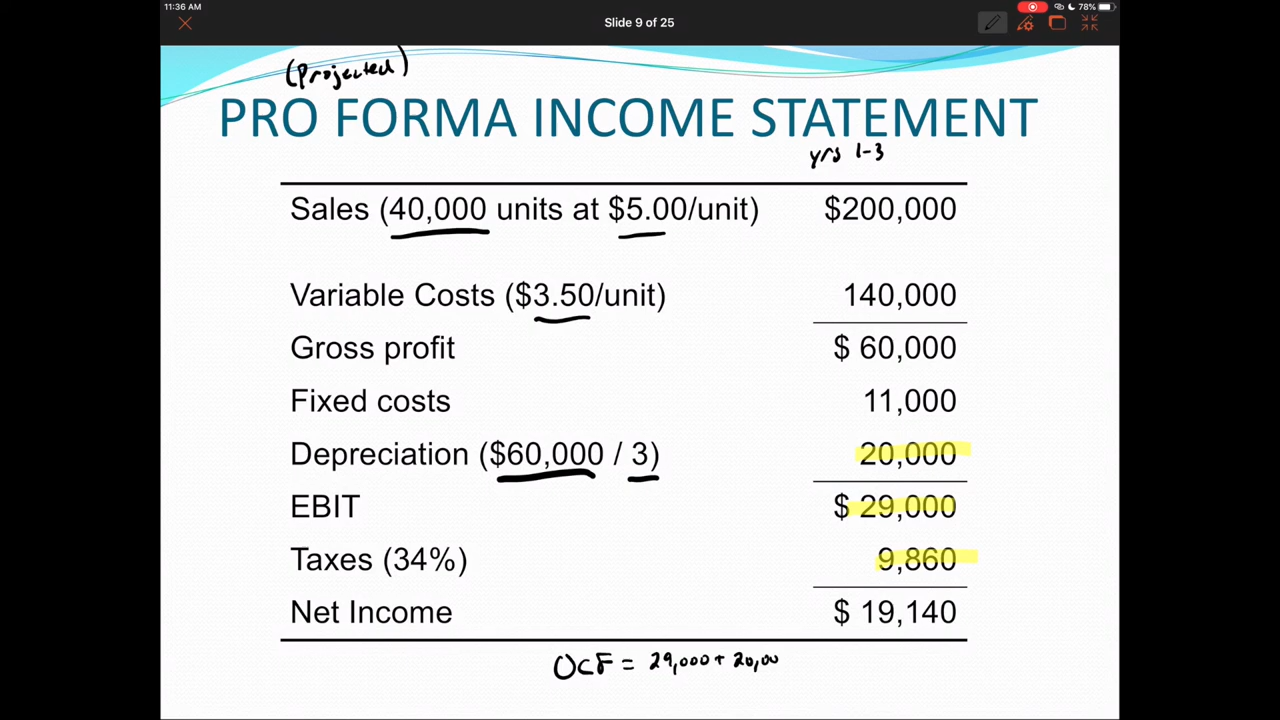 11:36 AM
78%
Slide 9 of 25
(Projected)
PRO FORMA INCOME STATEMENT
yrs 1-3
Sales (40,000 units at $5.00/unit) $200,000
Variable Costs ($3.50/unit) 140,000
Gross profit $ 60,000
Fixed costs 11,000
Depreciation ($60,000 / 3) 20,000
EBIT $ 29,000
Taxes (34%) 9,860
Net Income $ 19,140
OCF = 29,000 + 20,00